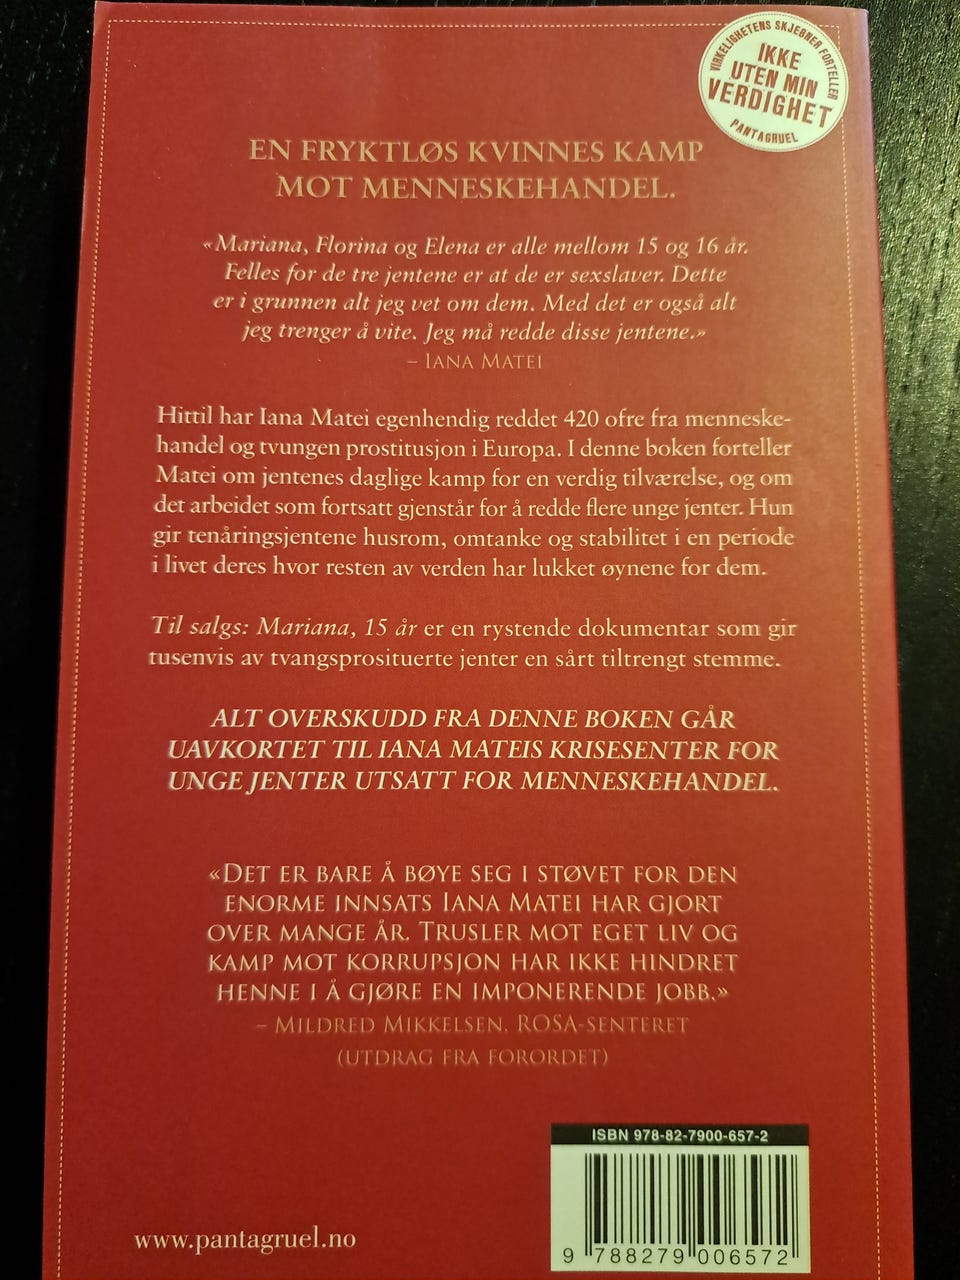 VIRKELIGHETENS SKJEBNER FORTELLER
IKKE
UTEN MIN
VERDIGHET
PANTAGRUEL
EN FRYKTLØS KVINNES KAMP
MOT MENNESKEHANDEL.
«Mariana, Florina og Elena er alle mellom 15 og 16 år.
Felles for de tre jentene er at de er sexslaver. Dette
er i grunnen alt jeg vet om dem. Med det er også alt
jeg trenger å vite. Jeg må redde disse jentene.»
– IANA MATEI
Hittil har Iana Matei egenhendig reddet 420 ofre fra menneske-
handel og tvungen prostitusjon i Europa. I denne boken forteller
Matei om jentenes daglige kamp for en verdig tilværelse, og om
det arbeidet som fortsatt gjenstår for å redde flere unge jenter. Hun
gir tenåringsjentene husrom, omtanke og stabilitet i en periode
i livet deres hvor resten av verden har lukket øynene for dem.
Til salgs: Mariana, 15 år er en rystende dokumentar som gir
tusenvis av tvangsprosituerte jenter en sårt tiltrengt stemme.
ALT OVERSKUDD FRA DENNE BOKEN GÅR
UAVKORTET TIL IANA MATEIS KRISESENTER FOR
UNGE JENTER UTSATT FOR MENNESKEHANDEL.
«DET ER BARE Å BØYE SEG I STØVET FOR DEN
ENORME INNSATS IANA MATEI HAR GJORT
OVER MANGE ÅR. TRUSLER MOT EGET LIV OG
KAMP MOT KORRUPSJON HAR IKKE HINDRET
HENNE I Å GJØRE EN IMPONERENDE JOBB.»
– MILDRED MIKKELSEN, ROSA-SENTERET
(UTDRAG FRA FORORDET)
ISBN 978-82-7900-657-2
9 788279 006572
www.pantagruel.no